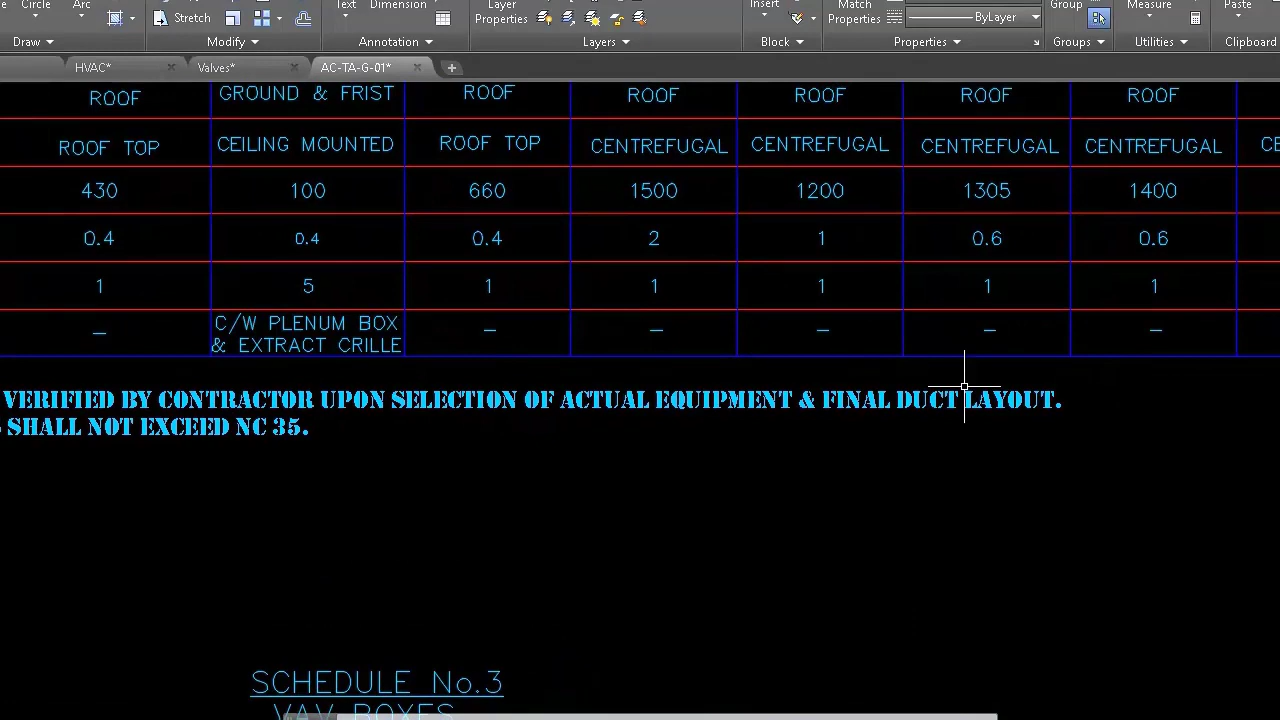 Circle Arc Text Dimension Layer Insert Match Group Measure Paste
Stretch Properties Properties ByLayer
Draw Modify Annotation Layers Block Properties Groups Utilities Clipboard
HVAC* Valves* AC-TA-G-01*
ROOF GROUND & FRIST ROOF ROOF ROOF ROOF ROOF
ROOF TOP CEILING MOUNTED ROOF TOP CENTREFUGAL CENTREFUGAL CENTREFUGAL CENTREFUGAL CE
430 100 660 1500 1200 1305 1400
0.4 0.4 0.4 2 1 0.6 0.6
1 5 1 1 1 1 1
– C/W PLENUM BOX – – – – –
& EXTRACT CRILLE
VERIFIED BY CONTRACTOR UPON SELECTION OF ACTUAL EQUIPMENT & FINAL DUCT LAYOUT.
SHALL NOT EXCEED NC 35.
SCHEDULE No.3
VAV BOXES